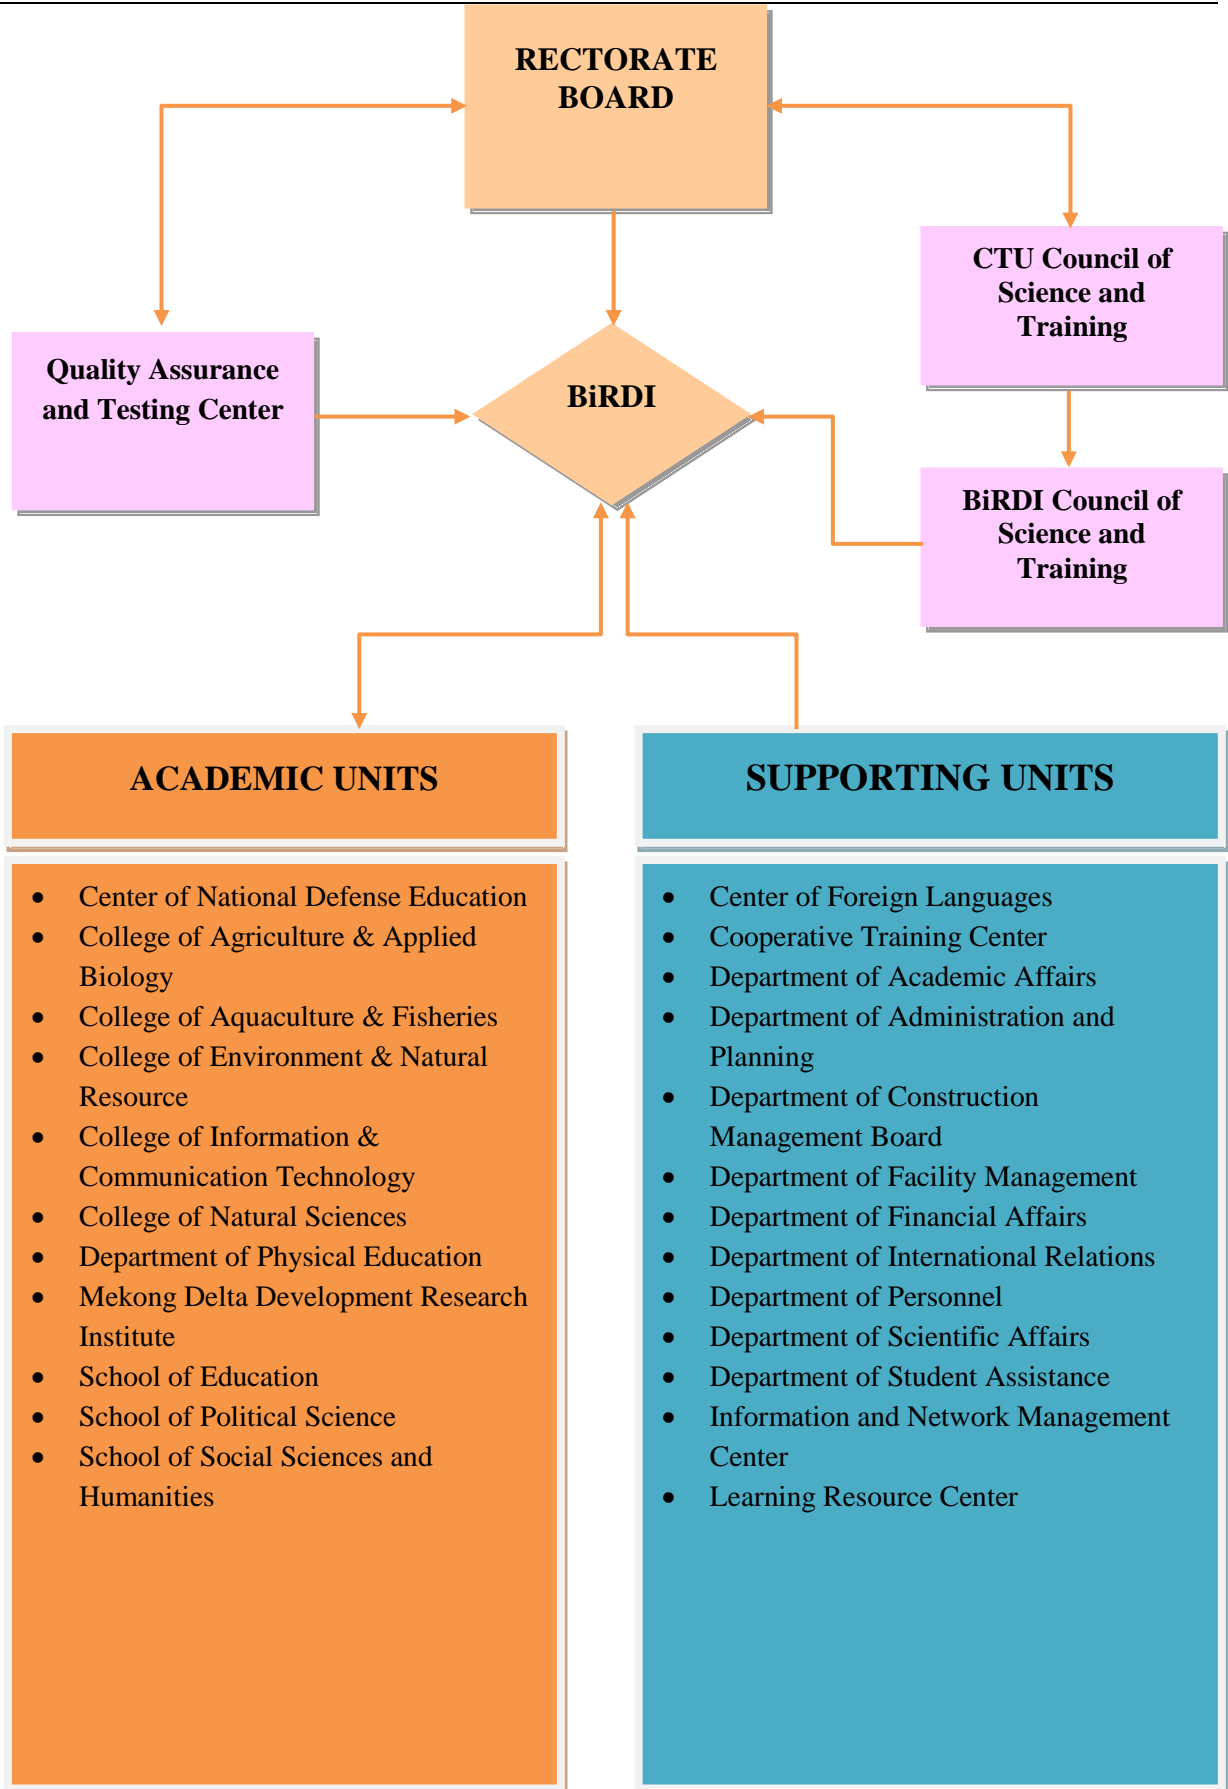 RECTORATE
BOARD
CTU Council of
Science and
Training
Quality Assurance
and Testing Center
BiRDI
BiRDI Council of
Science and
Training
ACADEMIC UNITS
• Center of National Defense Education
• College of Agriculture & Applied
Biology
• College of Aquaculture & Fisheries
• College of Environment & Natural
Resource
• College of Information &
Communication Technology
• College of Natural Sciences
• Department of Physical Education
• Mekong Delta Development Research
Institute
• School of Education
• School of Political Science
• School of Social Sciences and
Humanities
SUPPORTING UNITS
• Center of Foreign Languages
• Cooperative Training Center
• Department of Academic Affairs
• Department of Administration and
Planning
• Department of Construction
Management Board
• Department of Facility Management
• Department of Financial Affairs
• Department of International Relations
• Department of Personnel
• Department of Scientific Affairs
• Department of Student Assistance
• Information and Network Management
Center
• Learning Resource Center